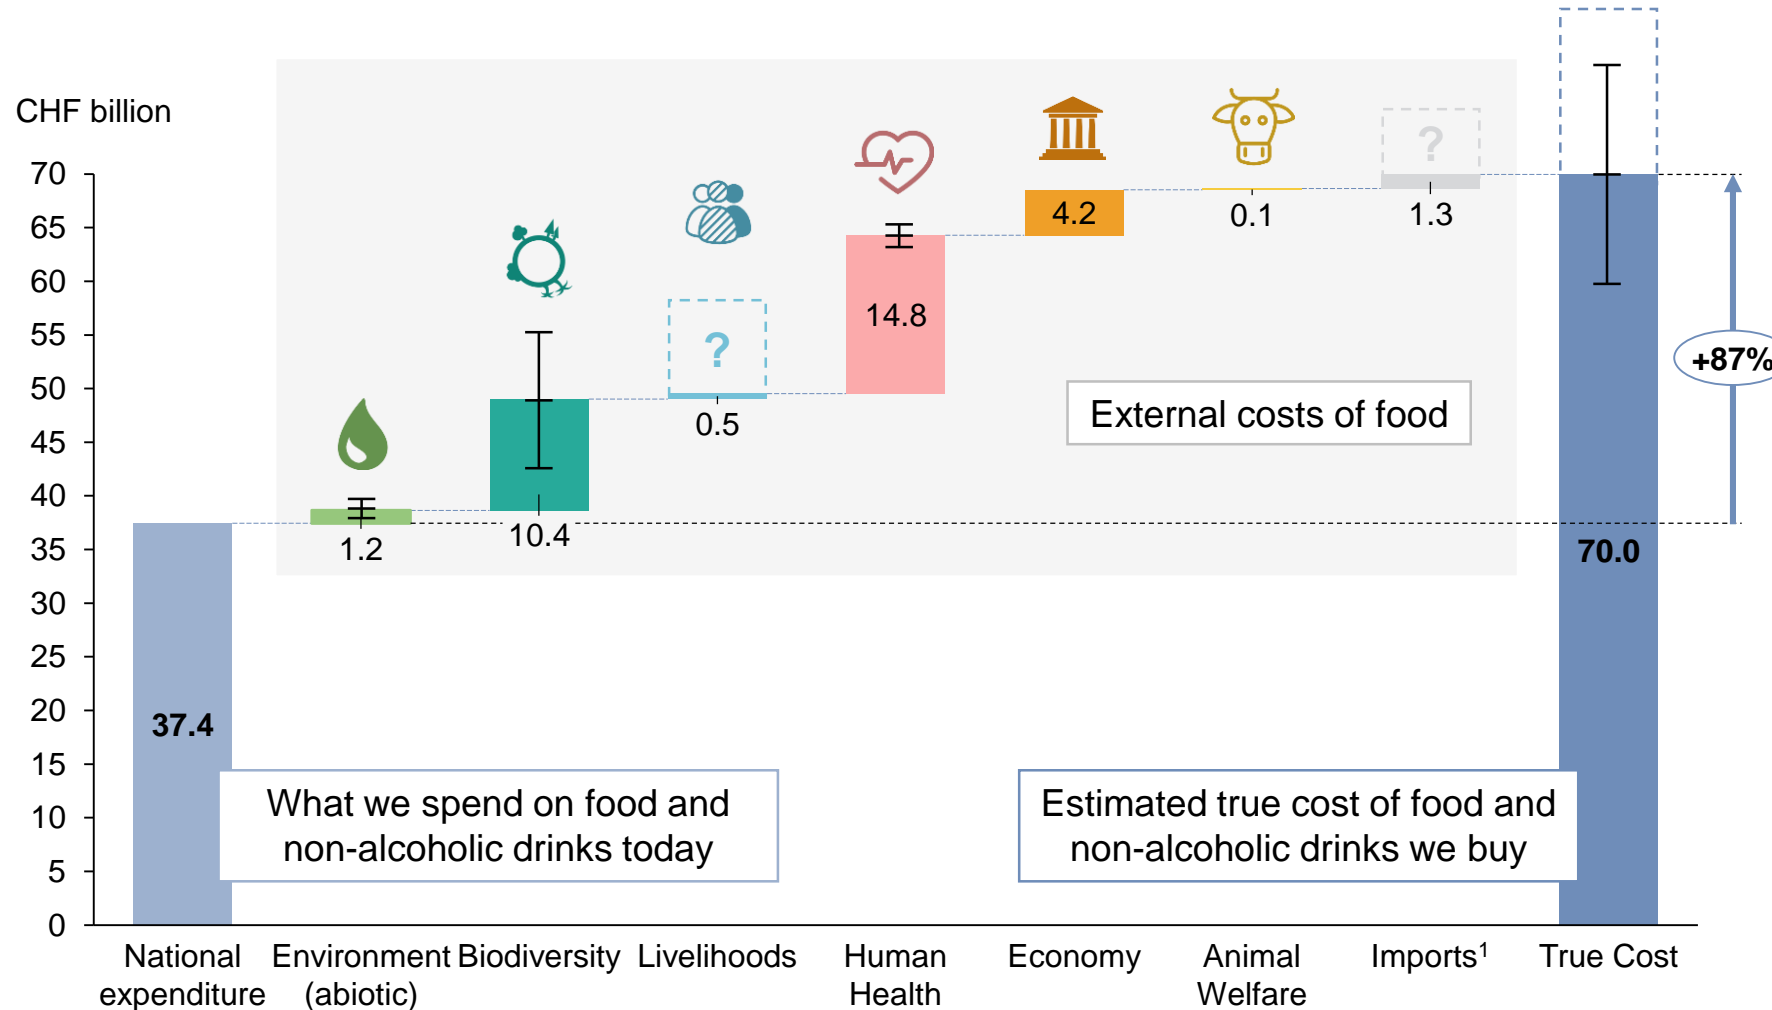 CHF billion
70
65
60
55
50
45
40
35
30
25
20
15
10
5
0
37.4
1.2
10.4
?
0.5
14.8
4.2
0.1
?
1.3
70.0
+87%
External costs of food
What we spend on food and
non-alcoholic drinks today
Estimated true cost of food and
non-alcoholic drinks we buy
National
expenditure
Environment
(abiotic)
Biodiversity
Livelihoods
Human
Health
Economy
Animal
Welfare
Imports¹
True Cost